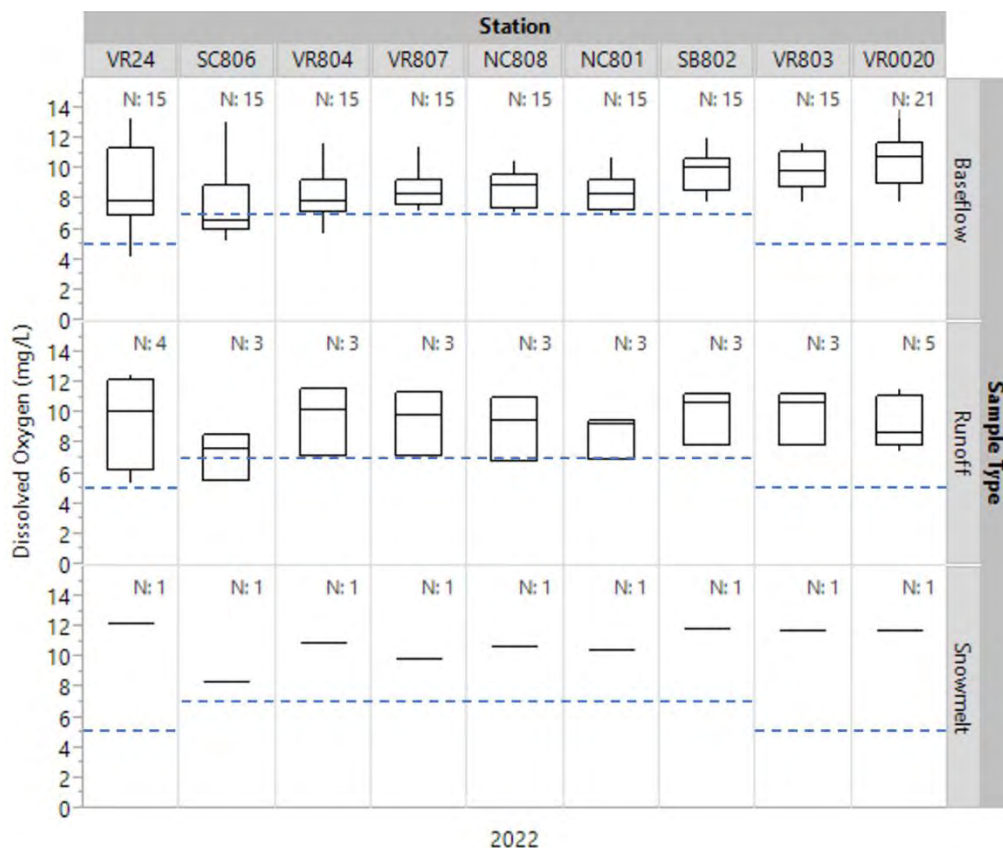 Station
VR24 SC806 VR804 VR807 NC808 NC801 SB802 VR803 VR0020
N: 15 N: 15 N: 15 N: 15 N: 15 N: 15 N: 15 N: 15 N: 21
14
12
10
8
6
4
2
0
Baseflow
N: 4 N: 3 N: 3 N: 3 N: 3 N: 3 N: 3 N: 3 N: 5
14
12
10
8
6
4
2
0
Runoff
N: 1 N: 1 N: 1 N: 1 N: 1 N: 1 N: 1 N: 1 N: 1
14
12
10
8
6
4
2
0
Snowmelt
Dissolved Oxygen (mg/L)
Sample Type
2022